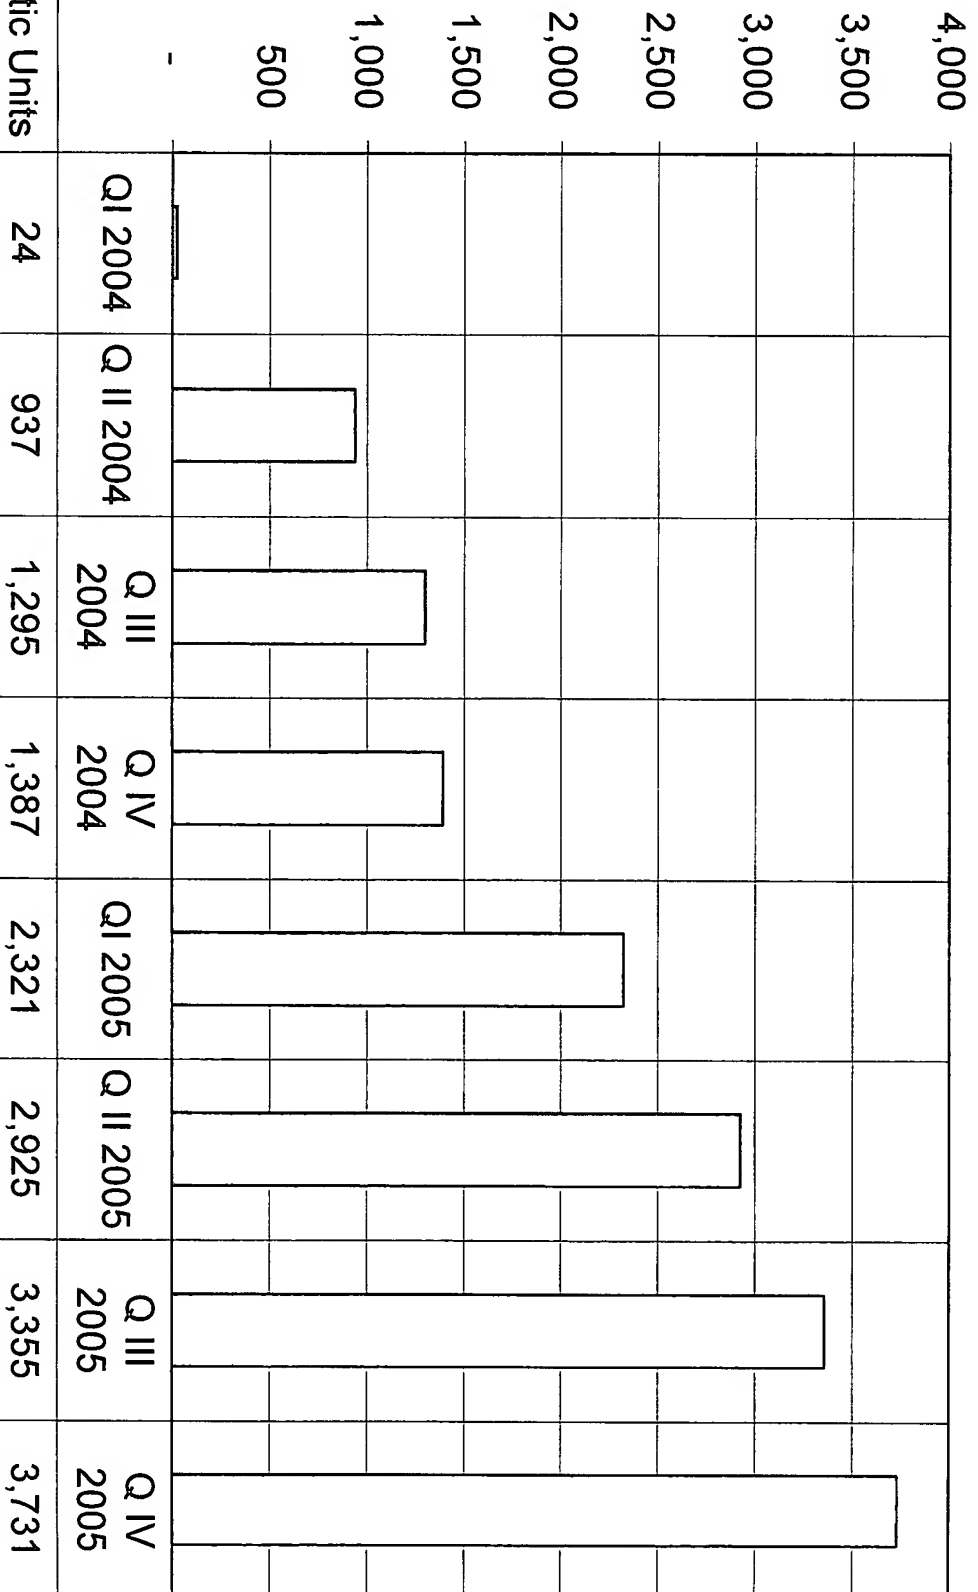 4,000
3,500
3,000
2,500
2,000
1,500
1,000
500
-
QI 2004
Q II 2004
Q III
2004
Q IV
2004
QI 2005
Q II 2005
Q III
2005
Q IV
2005
tic Units 24 937 1,295 1,387 2,321 2,925 3,355 3,731